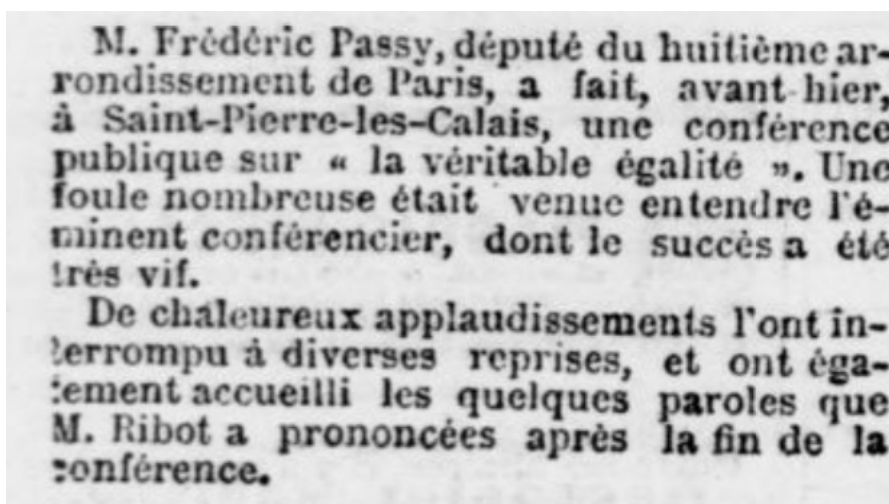 M. Frédéric Passy, député du huitième ar-
rondissement de Paris, a fait, avant-hier,
à Saint-Pierre-les-Calais, une conférence
publique sur « la véritable égalité ». Une
foule nombreuse était venue entendre l'é-
minent conférencier, dont le succès a été
très vif.
De chaleureux applaudissements l'ont in-
terrompu à diverses reprises, et ont éga-
lement accueilli les quelques paroles que
M. Ribot a prononcées après la fin de la
conférence.